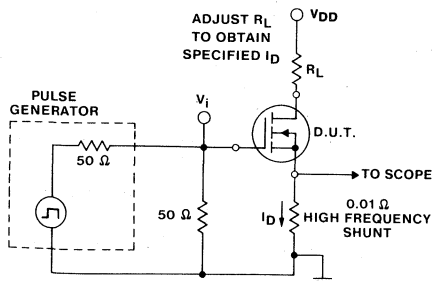 ADJUST RL
TO OBTAIN
SPECIFIED ID
VDD
RL
PULSE
GENERATOR
Vi
D.U.T.
50 Ω
TO SCOPE
50 Ω
ID
0.01 Ω
HIGH FREQUENCY
SHUNT